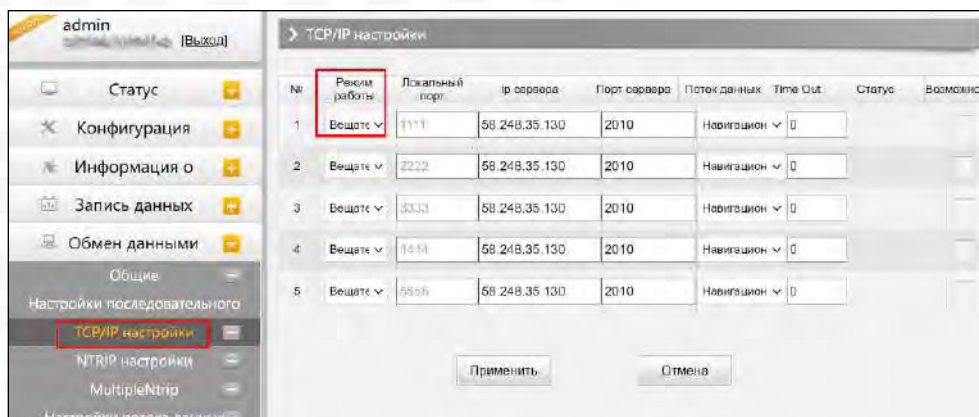 admin
[Выход]
Статус
Конфигурация
Информация о
Запись данных
Обмен данными
Общие
Настройки последовательного
TCP/IP настройки
NTRIP настройки
MultipleNtrip
Настройки потока данных
TCP/IP настройки
№ Режим работы Локальный порт Ip сервера Порт сервера Поток данных Time Out Статус Возможно
1 Вещате 1111 58.248.35.130 2010 Навигацион 0
2 Вещате 2222 58.248.35.130 2010 Навигацион 0
3 Вещате 3333 58.248.35.130 2010 Навигацион 0
4 Вещате 4444 58.248.35.130 2010 Навигацион 0
5 Вещате 5555 58.248.35.130 2010 Навигацион 0
Применить Отмена